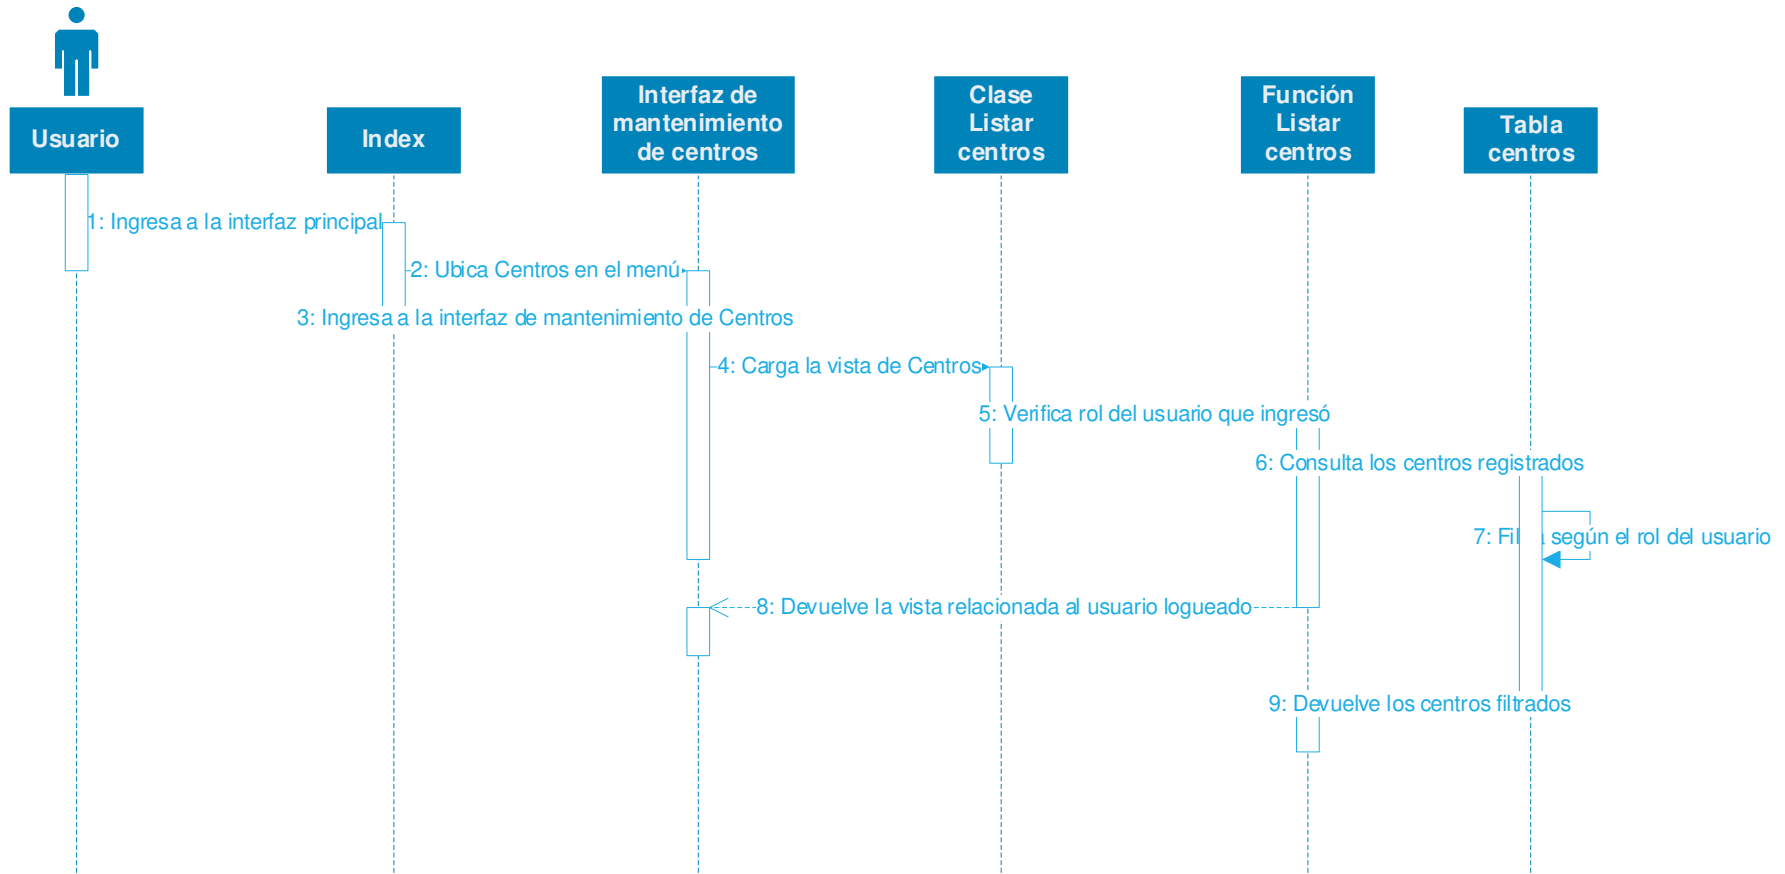 Usuario
Index
Interfaz de
mantenimiento
de centros
Clase
Listar
centros
Función
Listar
centros
Tabla
centros
1: Ingresa a la interfaz principal
2: Ubica Centros en el menú
3: Ingresa a la interfaz de mantenimiento de Centros
4: Carga la vista de Centros
5: Verifica rol del usuario que ingresó
6: Consulta los centros registrados
7: según el rol del usuario
8: Devuelve la vista relacionada al usuario logueado
9: Devuelve los centros filtrados